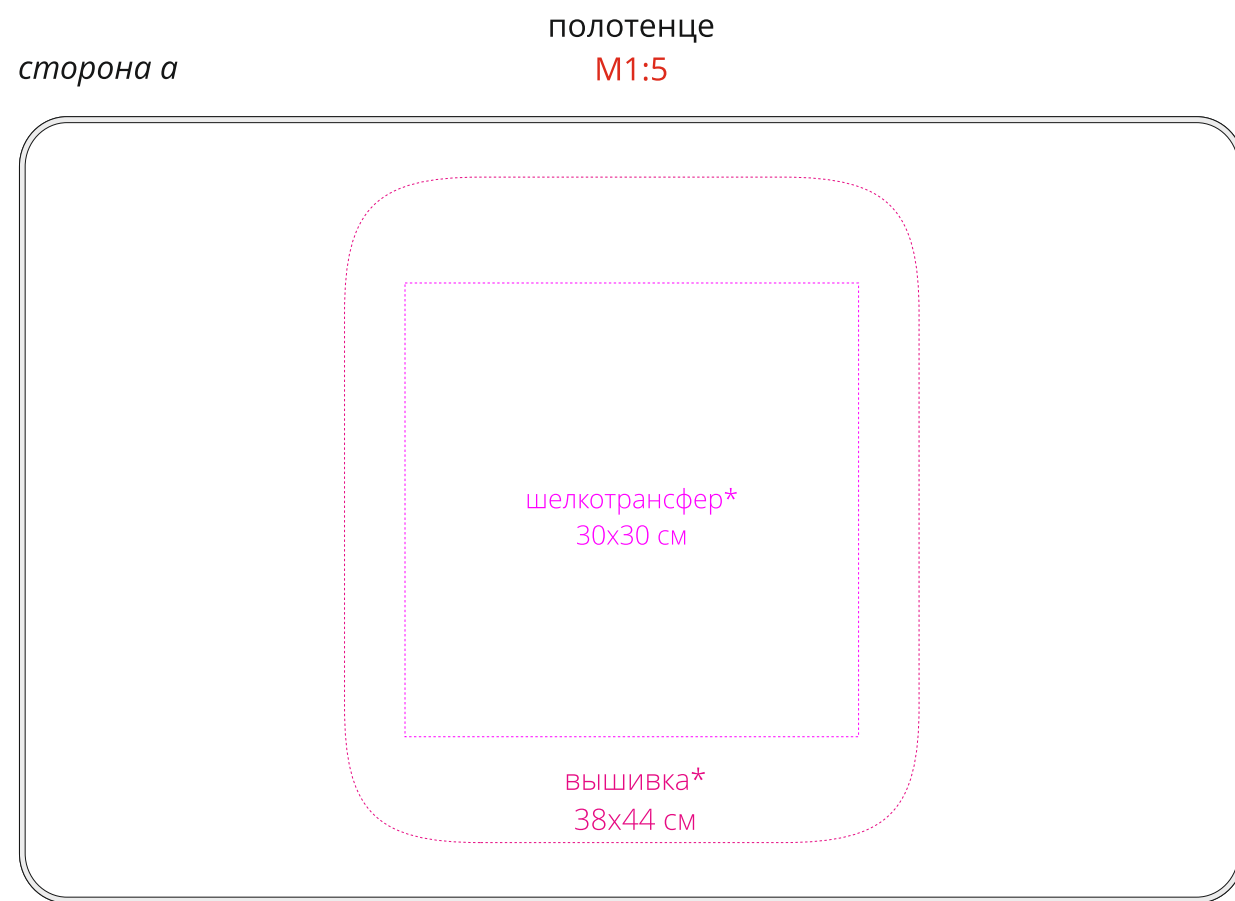 полотенце
М1:5
сторона а
шелкотрансфер*
30х30 см
вышивка*
38х44 см